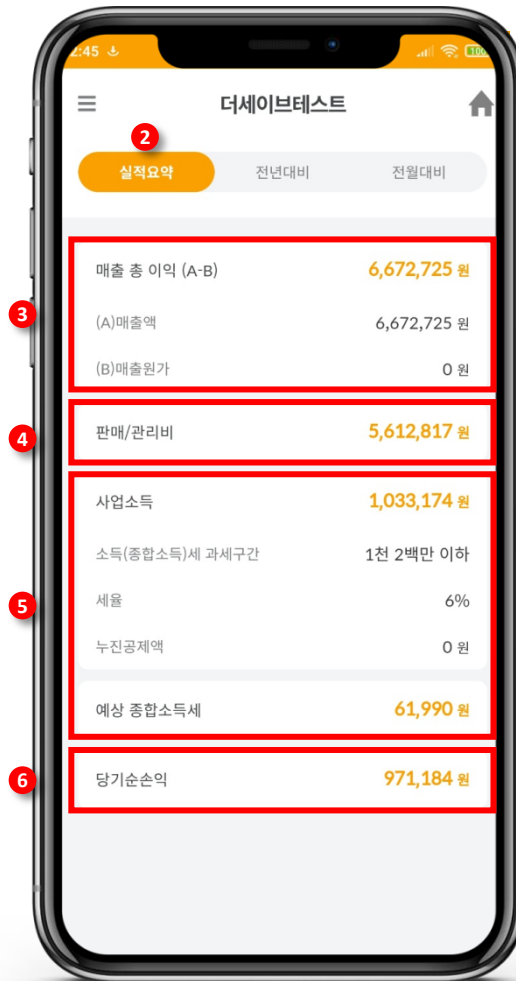 2:45
더세이브테스트
2
실적요약 전년대비 전월대비
매출 총 이익 (A-B) 6,672,725 원
3
(A)매출액 6,672,725 원
(B)매출원가 0 원
4
판매/관리비 5,612,817 원
사업소득 1,033,174 원
소득(종합소득)세 과세구간 1천 2백만 이하
5
세율 6%
누진공제액 0 원
예상 종합소득세 61,990 원
6
당기순손익 971,184 원